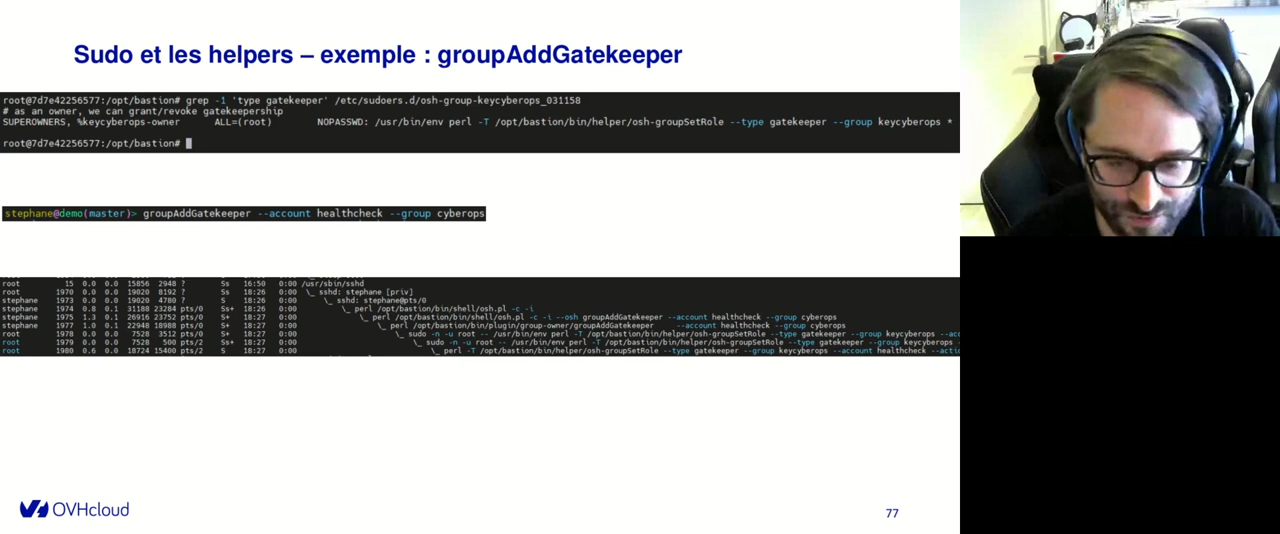 Sudo et les helpers – exemple : groupAddGatekeeper
root@7d7e42256577:/opt/bastion# grep -1 'type gatekeeper' /etc/sudoers.d/osh-group-keycyberops_031158
# as an owner, we can grant/revoke gatekeepership
SUPEROWNERS, %keycyberops-owner ALL=(root) NOPASSWD: /usr/bin/env perl -T /opt/bastion/bin/helper/osh-groupSetRole --type gatekeeper --group keycyberops *
root@7d7e42256577:/opt/bastion#
stephane@demo(master)> groupAddGatekeeper --account healthcheck --group cyberops
root 15 0.0 0.0 15856 2948 ? Ss 16:50 0:00 /usr/sbin/sshd
root 1970 0.0 0.0 19020 8192 ? Ss 18:26 0:00 \_ sshd: stephane [priv]
stephane 1973 0.0 0.0 19020 4780 ? S 18:26 0:00 \_ sshd: stephane@pts/0
stephane 1974 0.8 0.1 31188 23284 pts/0 Ss+ 18:26 0:00 \_ perl /opt/bastion/bin/shell/osh.pl -c -i
stephane 1975 1.3 0.1 26916 23752 pts/0 S+ 18:27 0:00 \_ perl /opt/bastion/bin/shell/osh.pl -c -i --osh groupAddGatekeeper --account healthcheck --group cyberops
stephane 1977 1.0 0.1 22948 18988 pts/0 S+ 18:27 0:00 \_ perl /opt/bastion/bin/plugin/group-owner/groupAddGatekeeper --account healthcheck --group cyberops
root 1978 0.0 0.0 7528 3512 pts/0 S+ 18:27 0:00 \_ sudo -n -u root -- /usr/bin/env perl -T /opt/bastion/bin/helper/osh-groupSetRole --type gatekeeper --group keycyberops --acc
root 1979 0.0 0.0 7528 500 pts/2 Ss+ 18:27 0:00 \_ sudo -n -u root -- /usr/bin/env perl -T /opt/bastion/bin/helper/osh-groupSetRole --type gatekeeper --group keycyberops -
root 1980 0.6 0.0 18724 15400 pts/2 S 18:27 0:00 \_ perl -T /opt/bastion/bin/helper/osh-groupSetRole --type gatekeeper --group keycyberops --account healthcheck --actio
OVHcloud
77